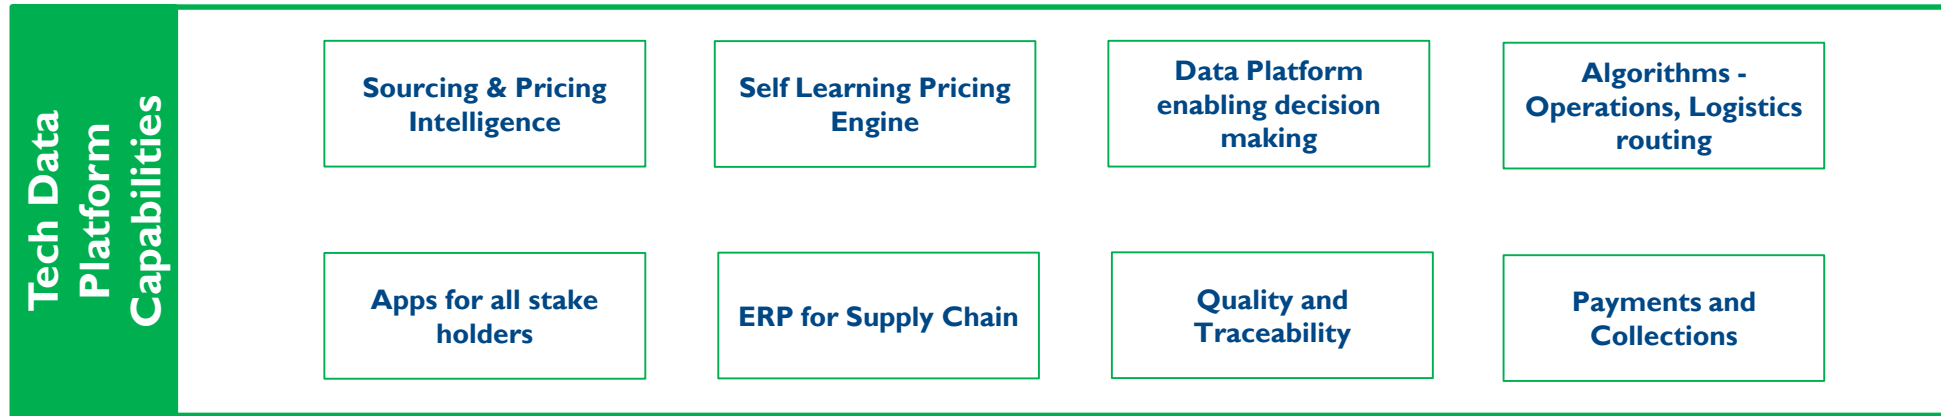 Tech Data
Platform
Capabilities
Sourcing & Pricing
Intelligence
Self Learning Pricing
Engine
Data Platform
enabling decision
making
Algorithms -
Operations, Logistics
routing
Apps for all stake
holders
ERP for Supply Chain
Quality and
Traceability
Payments and
Collections